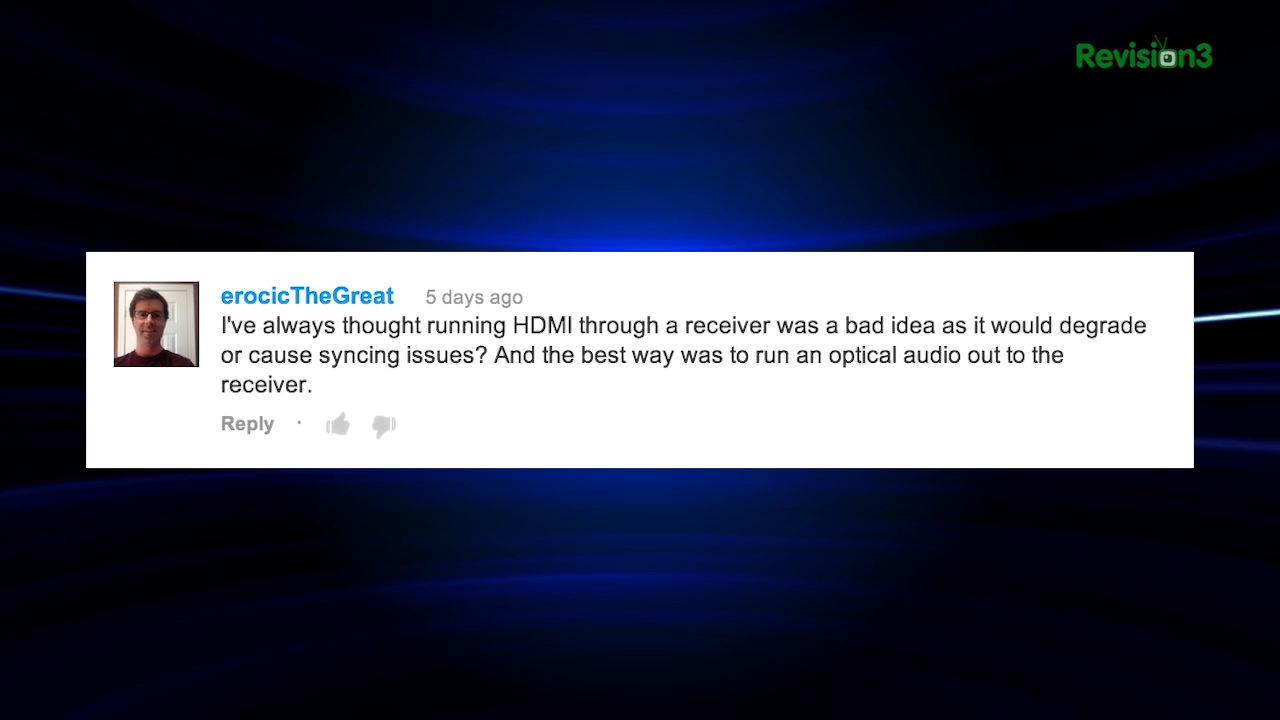 Revision3
erocicTheGreat 5 days ago
I've always thought running HDMI through a receiver was a bad idea as it would degrade
or cause syncing issues? And the best way was to run an optical audio out to the
receiver.
Reply ·